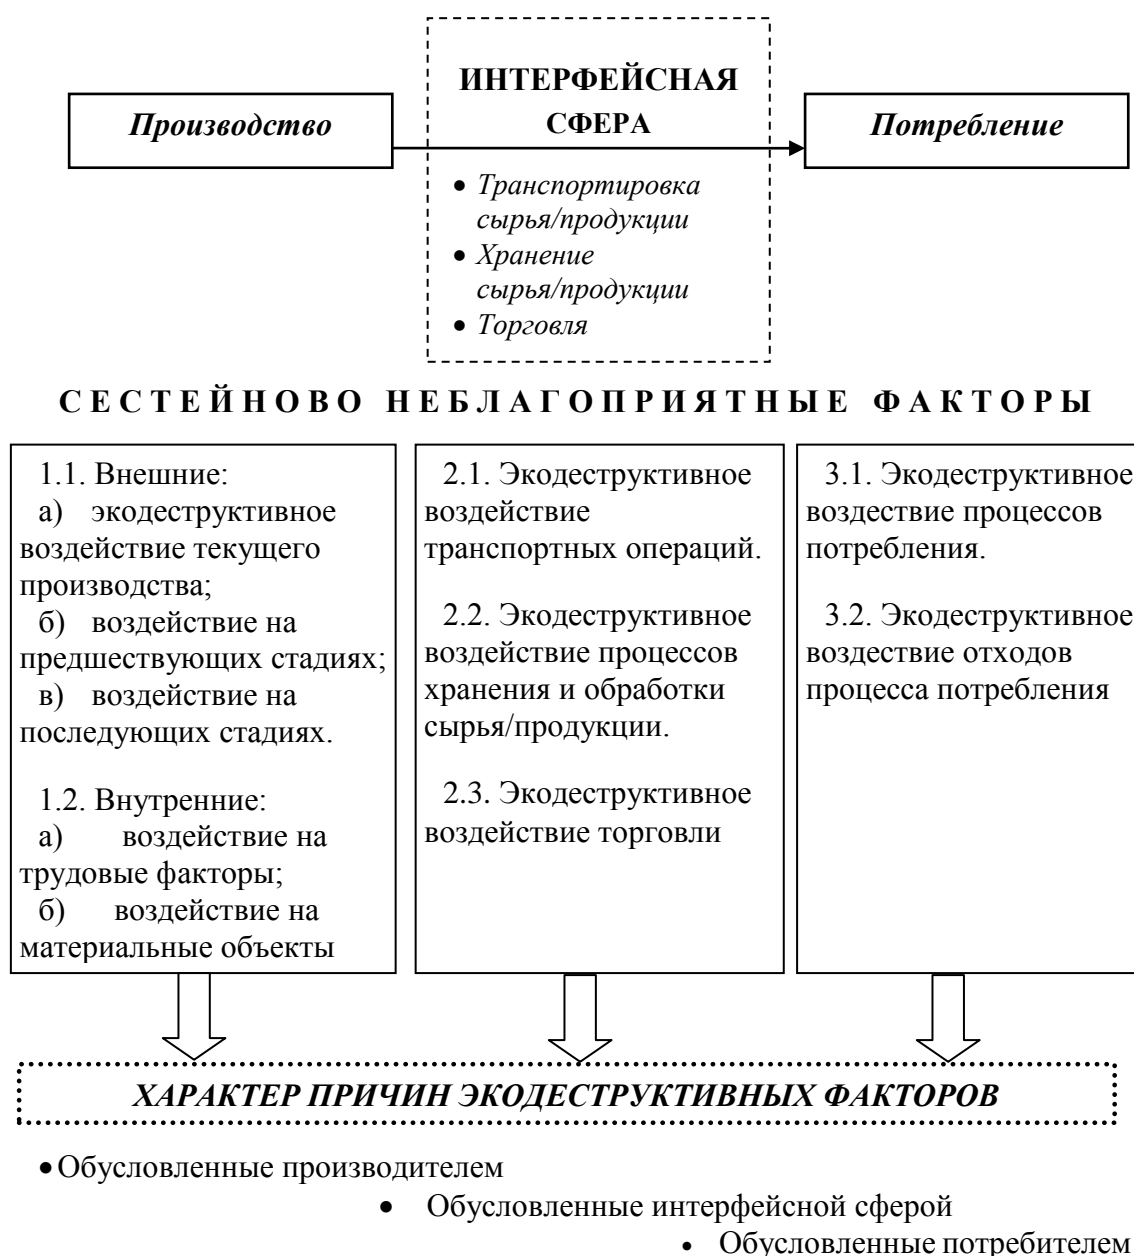 Производство
ИНТЕРФЕЙСНАЯ
СФЕРА
Потребление
• Транспортировка
сырья/продукции
• Хранение
сырья/продукции
• Торговля
СЕСТЕЙНОВО НЕБЛАГОПРИЯТНЫЕ ФАКТОРЫ
1.1. Внешние:
а) экодеструктивное
воздействие текущего
производства;
б) воздействие на
предшествующих стадиях;
в) воздействие на
последующих стадиях.
1.2. Внутренние:
а) воздействие на
трудовые факторы;
б) воздействие на
материальные объекты
2.1. Экодеструктивное
воздействие
транспортных операций.
2.2. Экодеструктивное
воздействие процессов
хранения и обработки
сырья/продукции.
2.3. Экодеструктивное
воздействие торговли
3.1. Экодеструктивное
воздествие процессов
потребления.
3.2. Экодеструктивное
воздествие отходов
процесса потребления
ХАРАКТЕР ПРИЧИН ЭКОДЕСТРУКТИВНЫХ ФАКТОРОВ
• Обусловленные производителем
• Обусловленные интерфейсной сферой
• Обусловленные потребителем